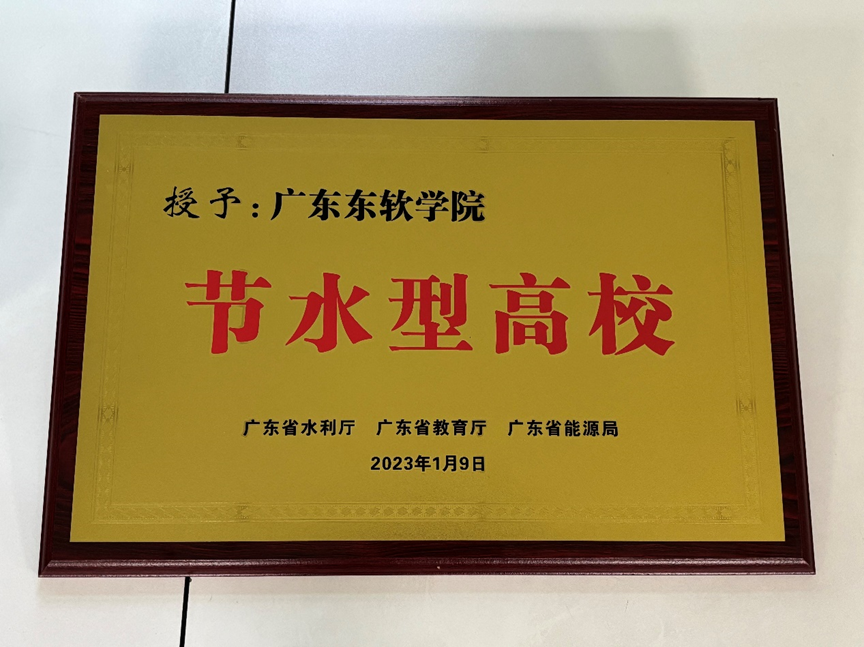 授予：广东东软学院
节水型高校
广东省水利厅 广东省教育厅 广东省能源局
2023年1月9日